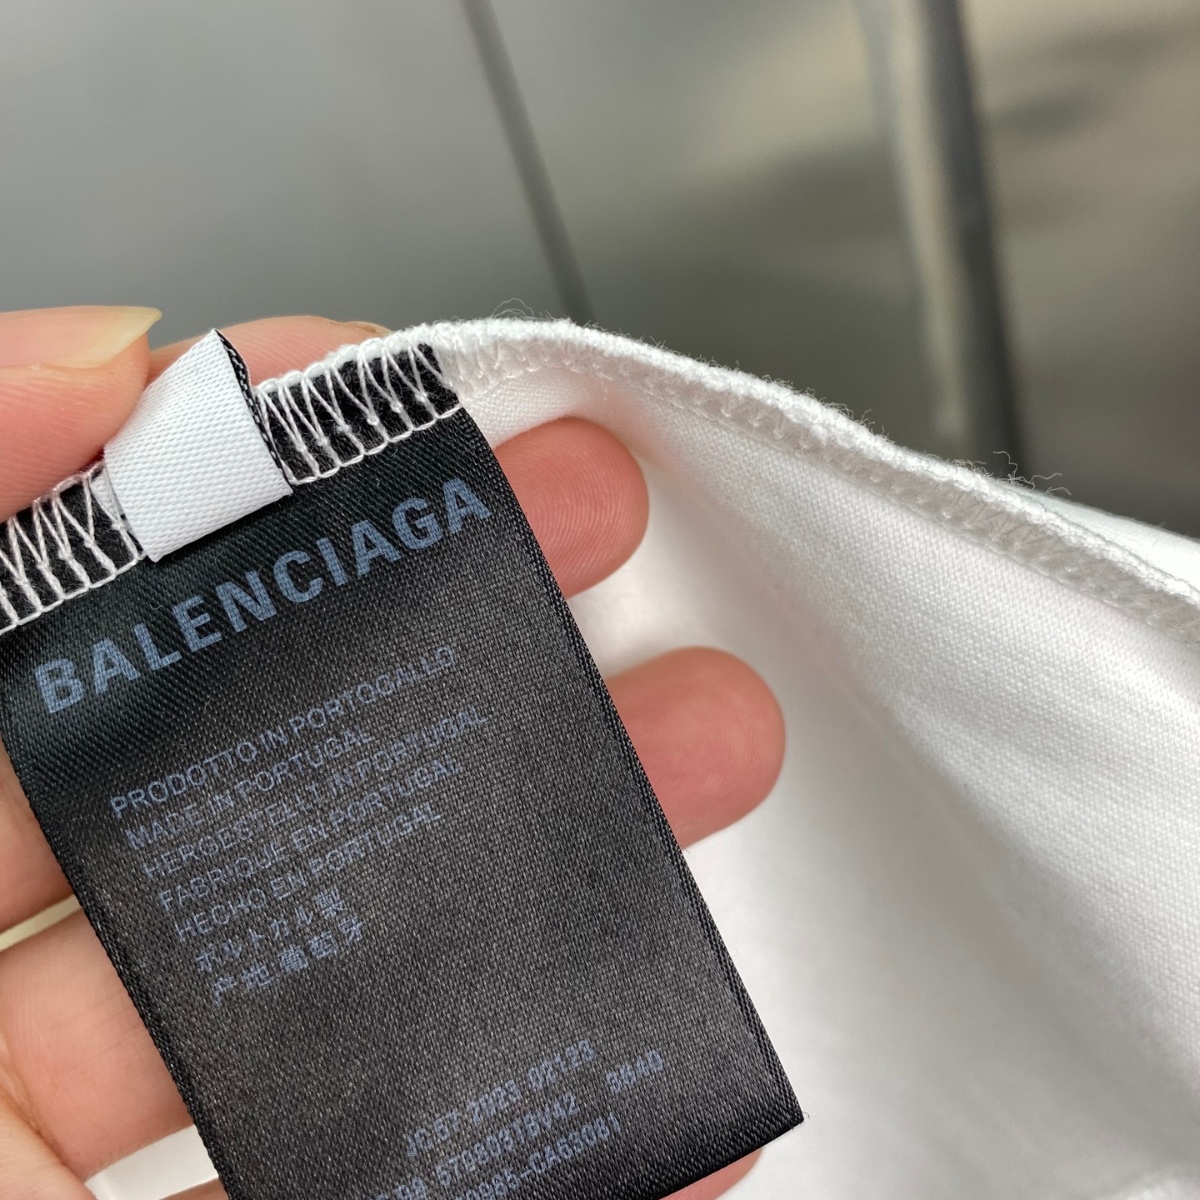 BALENCIAGA
PRODOTTO IN PORTOGALLO
MADE IN PORTUGAL
HERGESTELLT IN PORTUGAL
FABRIQUE EN PORTUGAL
HECHO EN PORTUGAL
ポルトガル製
产地葡萄牙